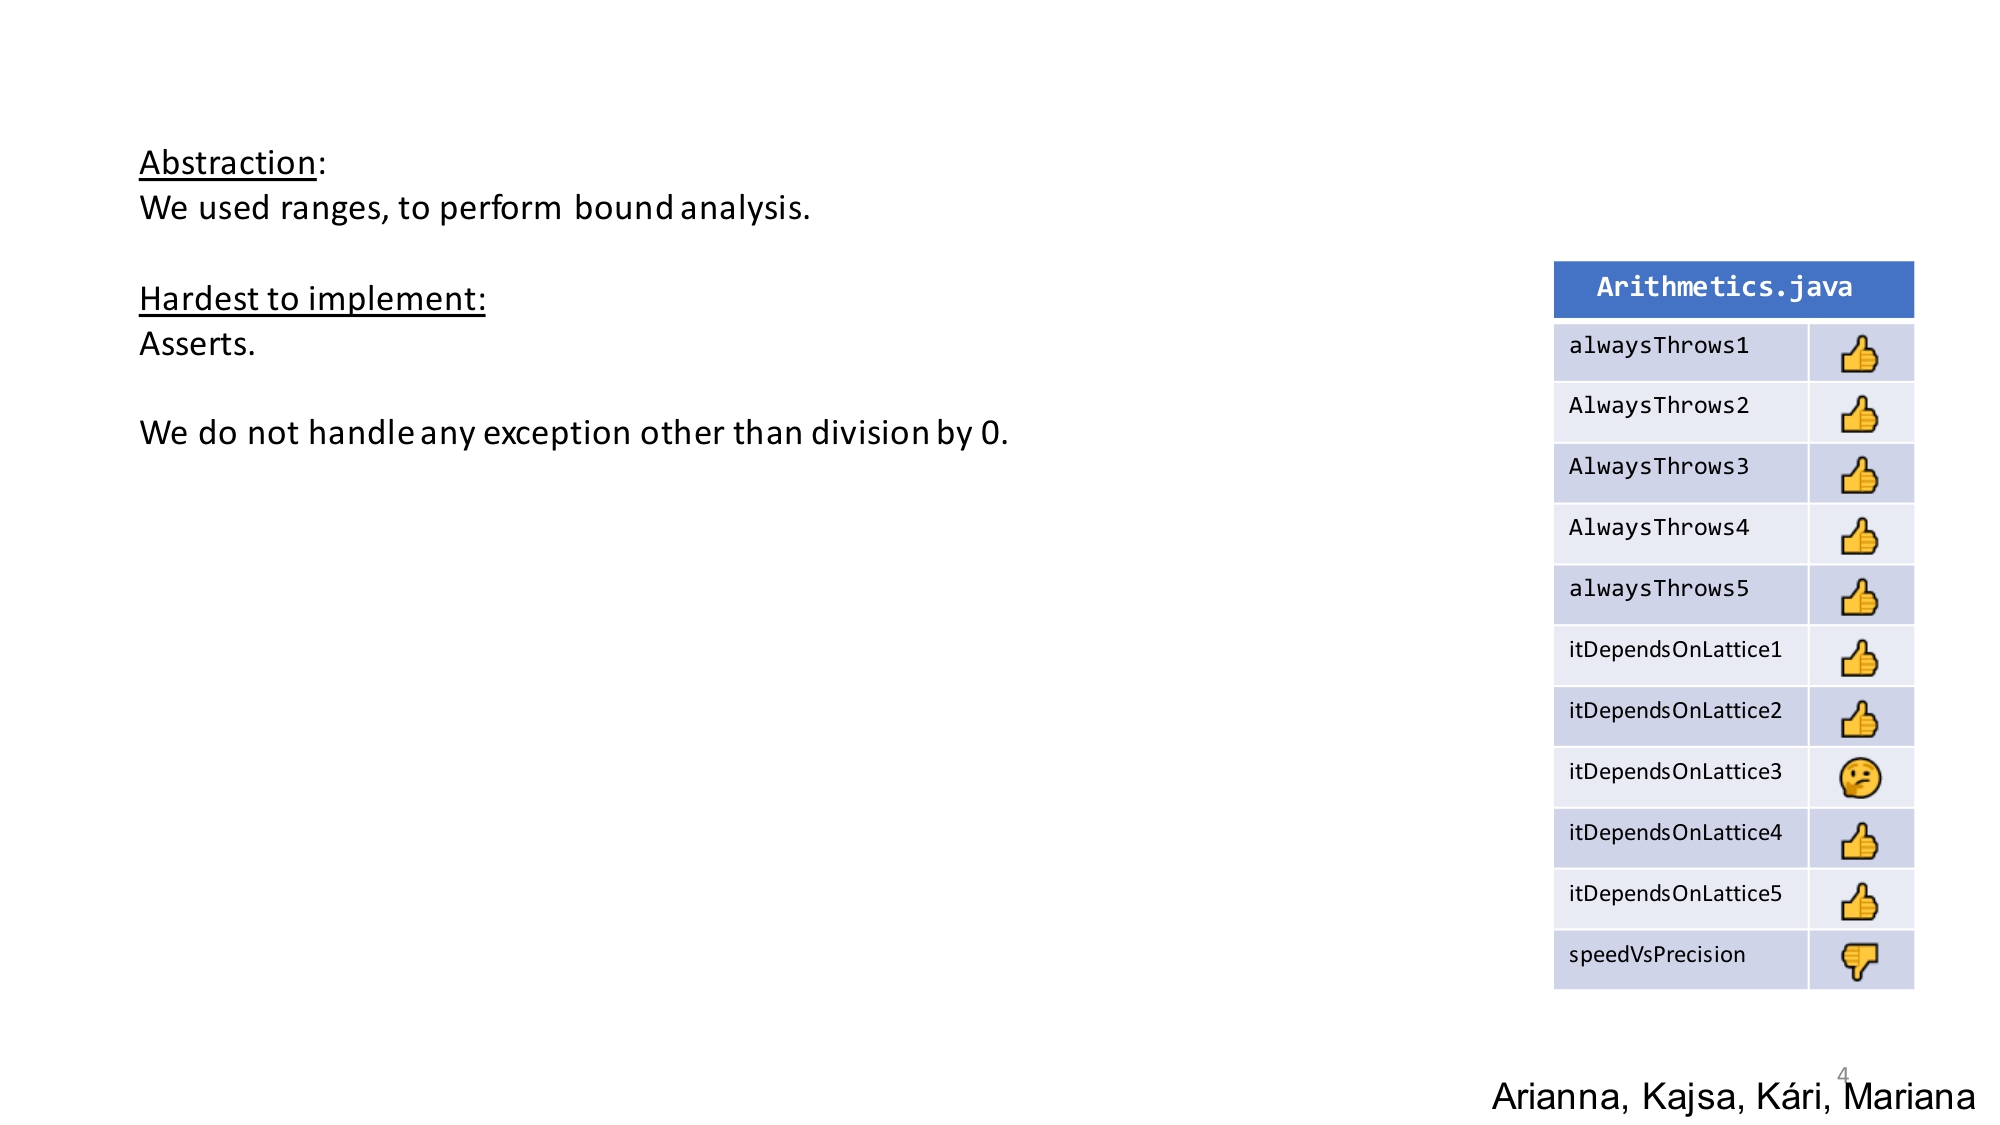 Abstraction:
We used ranges, to perform bound analysis.
Hardest to implement:
Asserts.
We do not handle any exception other than division by 0.
Arithmetics.java
alwaysThrows1
AlwaysThrows2
AlwaysThrows3
AlwaysThrows4
alwaysThrows5
itDependsOnLattice1
itDependsOnLattice2
itDependsOnLattice3
itDependsOnLattice4
itDependsOnLattice5
speedVsPrecision
4
Arianna, Kajsa, Kári, Mariana